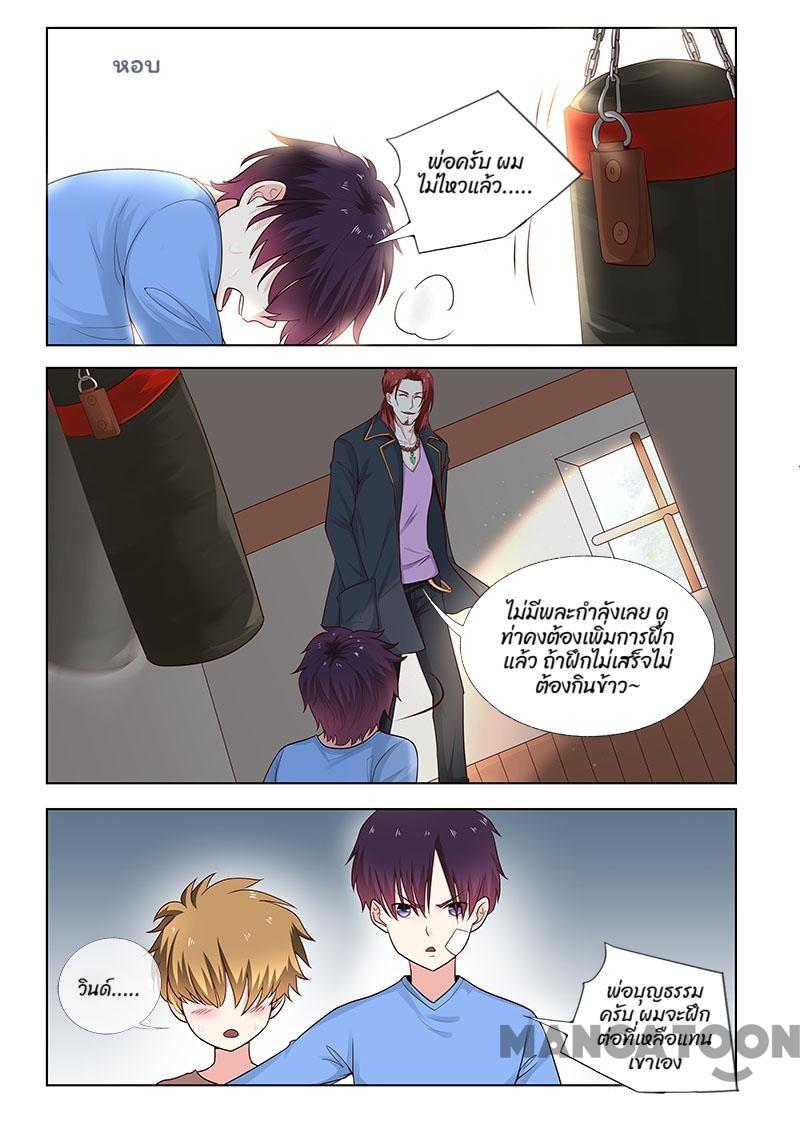 หอบ
พ่อครับ ผม
ไม่ไหวแล้ว.....
ไม่มีพละกำลังเลย ดู
ท่าคงต้องเพิ่มการฝึก
แล้ว ถ้าฝึกไม่เสร็จไม่
ต้องกินข้าว~
วินด์.....
พ่อบุญธรรม
ครับ ผมจะฝึก
ต่อที่เหลือแทน
เขาเอง
MANGATOON